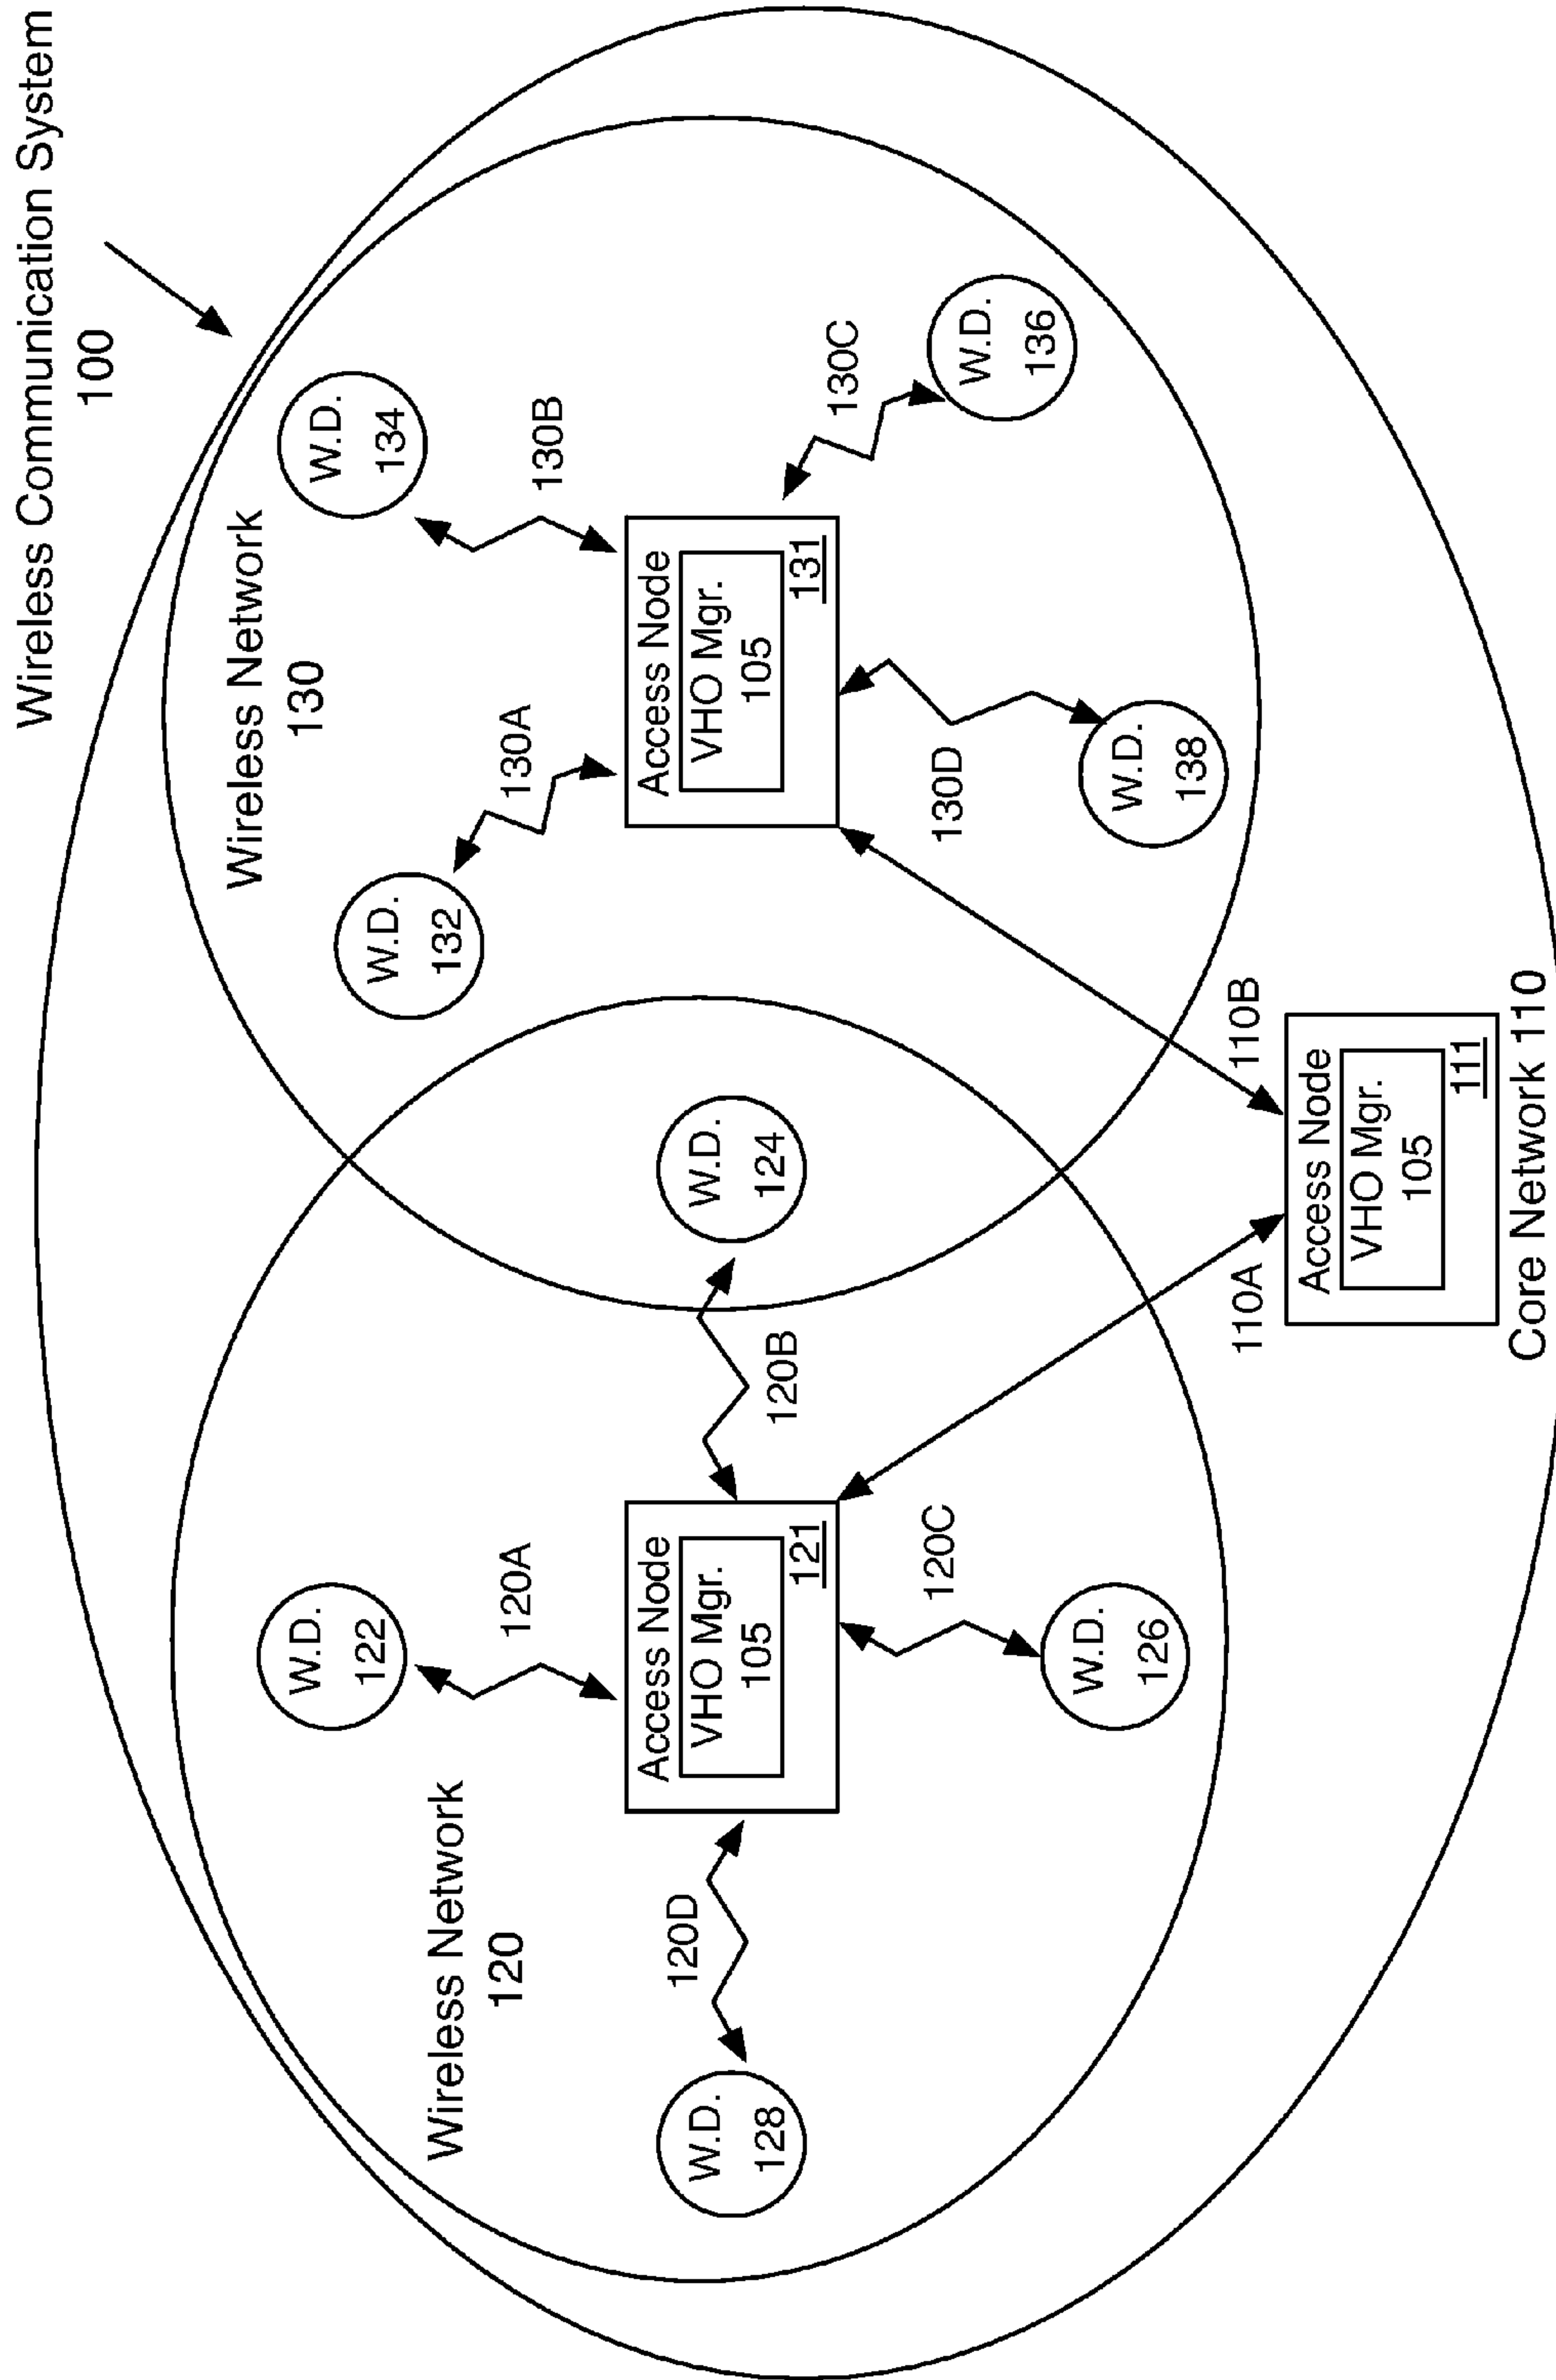 Wireless Communication System
100
Wireless Network
130
W.D.
134
130B
W.D.
132
130A
W.D.
136
130C
Access Node
VHO Mgr.
105
131
130D
W.D.
138
Wireless Network
120
W.D.
122
120A
W.D.
124
120B
W.D.
128
120D
Access Node
VHO Mgr.
105
121
120C
W.D.
126
110A
110B
Access Node
VHO Mgr.
105
111
Core Network 110